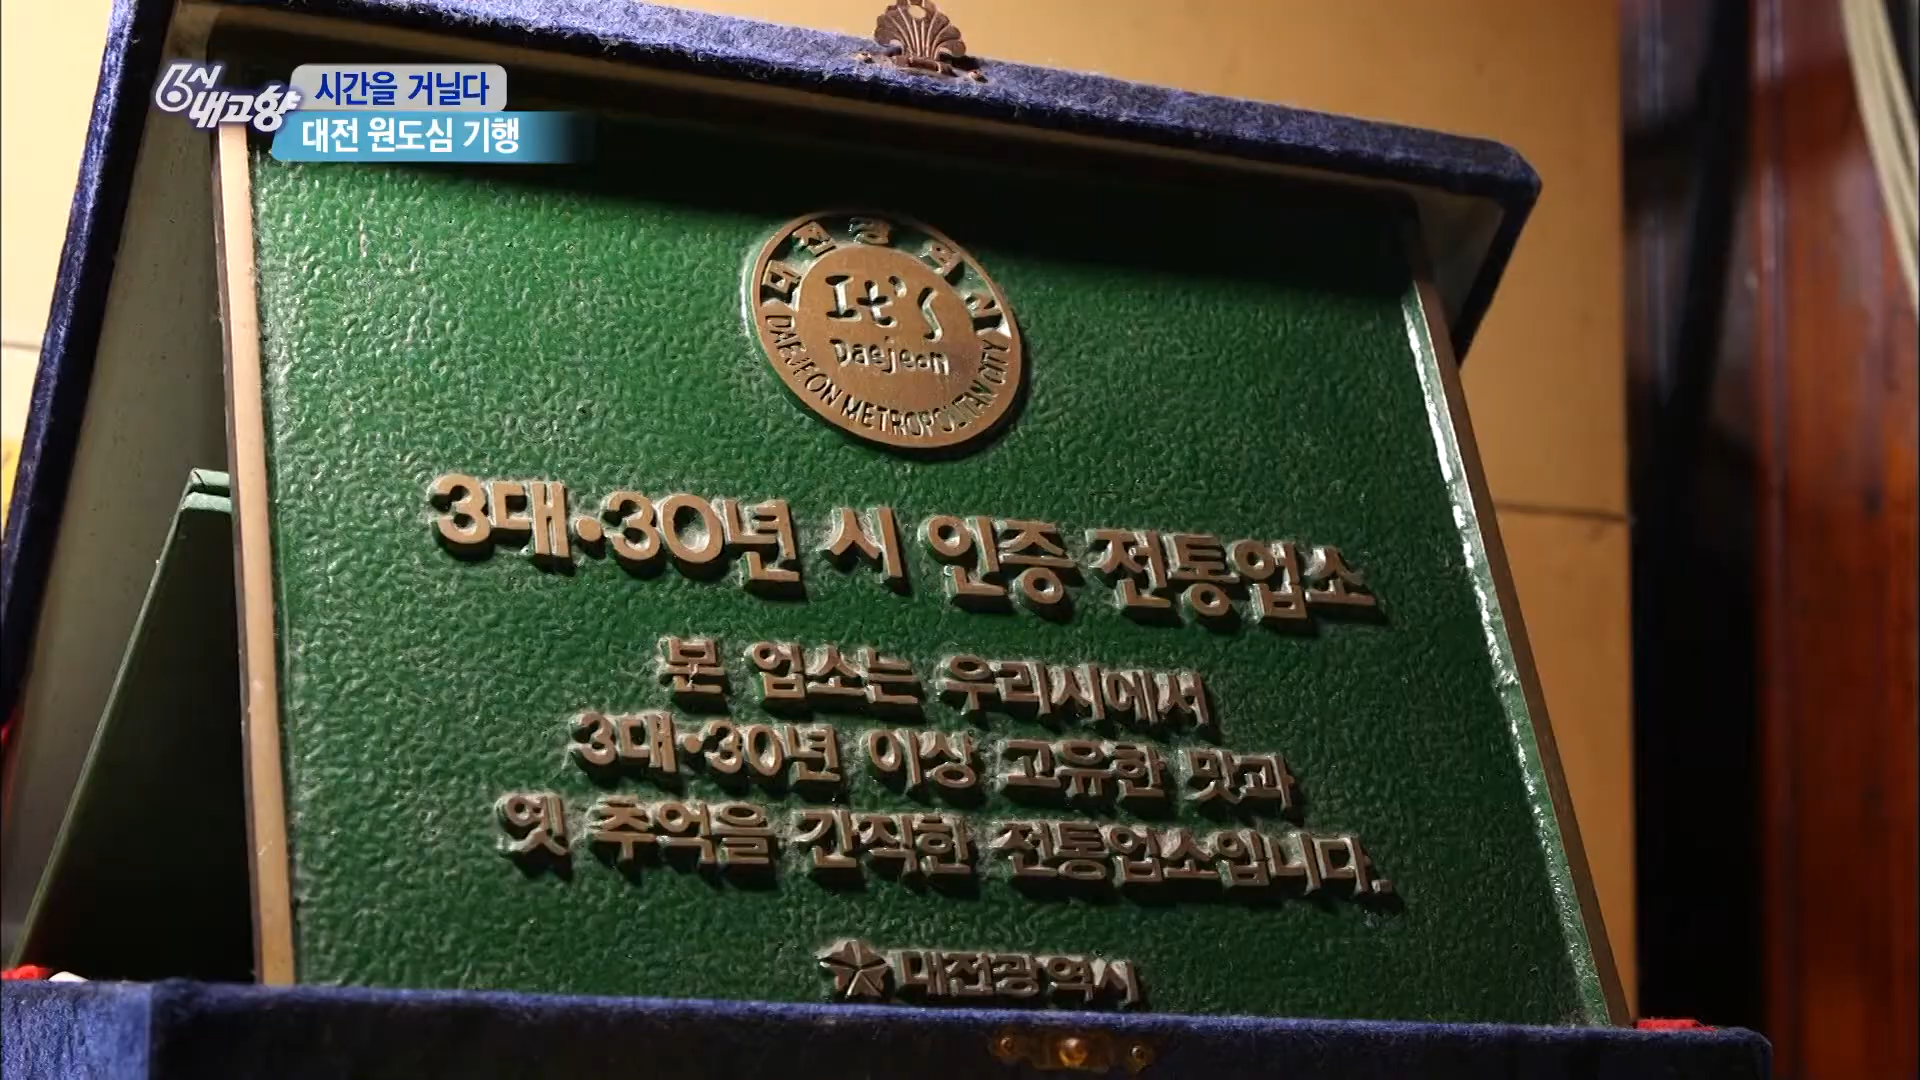 6시 내고향
시간을 거닐다
대전 원도심 기행
대전광역시
It's
Daejeon
DAEJEON METROPOLITAN CITY
3대·30년 시 인증 전통업소
본 업소는 우리시에서
3대·30년 이상 고유한 맛과
옛 추억을 간직한 전통업소입니다.
대전광역시